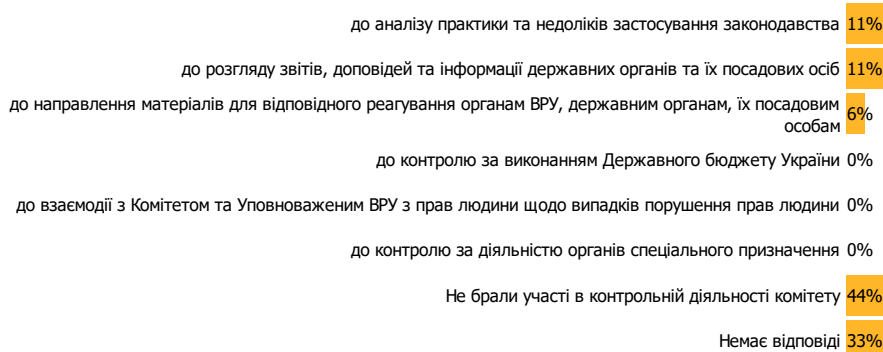 до аналізу практики та недоліків застосування законодавства 11%
до розгляду звітів, доповідей та інформації державних органів та їх посадових осіб 11%
до направлення матеріалів для відповідного реагування органам ВРУ, державним органам, їх посадовим
особам 6%
до контролю за виконанням Державного бюджету України 0%
до взаємодії з Комітетом та Уповноваженим ВРУ з прав людини щодо випадків порушення прав людини 0%
до контролю за діяльністю органів спеціального призначення 0%
Не брали участі в контрольній діяльності комітету 44%
Немає відповіді 33%